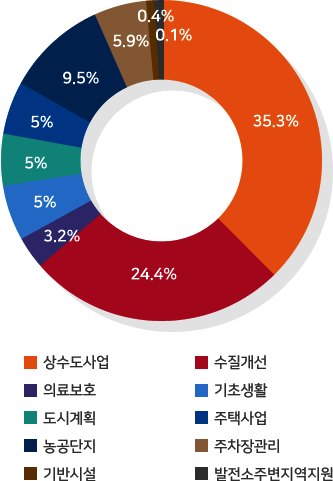 0.4%
0.1%
5.9%
9.5%
35.3%
5%
5%
5%
3.2%
24.4%
상수도사업 수질개선
의료보호 기초생활
도시계획 주택사업
농공단지 주차장관리
기반시설 발전소주변지역지원